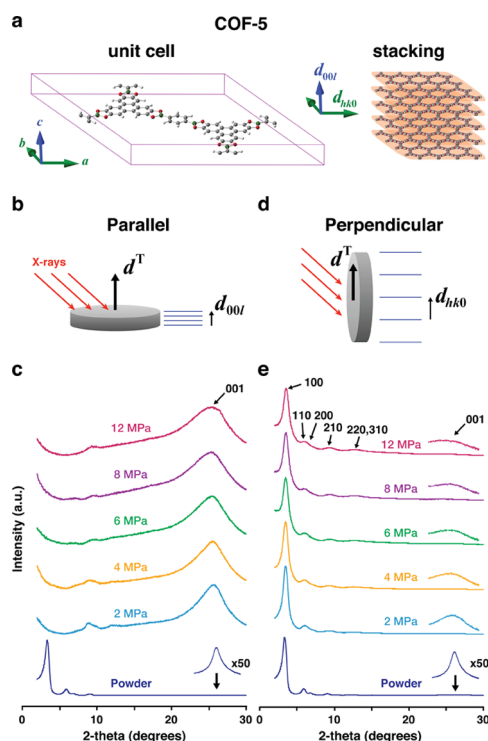 a
COF-5
unit cell
stacking
d00l
dhk0
c
b
a
b
Parallel
X-rays
dT
d00l
d
Perpendicular
dT
dhk0
c
001
12 MPa
8 MPa
6 MPa
4 MPa
2 MPa
Powder
x50
Intensity (a.u.)
0
10
20
30
2-theta (degrees)
e
100
110
200
210
220,310
001
12 MPa
8 MPa
6 MPa
4 MPa
2 MPa
Powder
x50
0
10
20
30
2-theta (degrees)